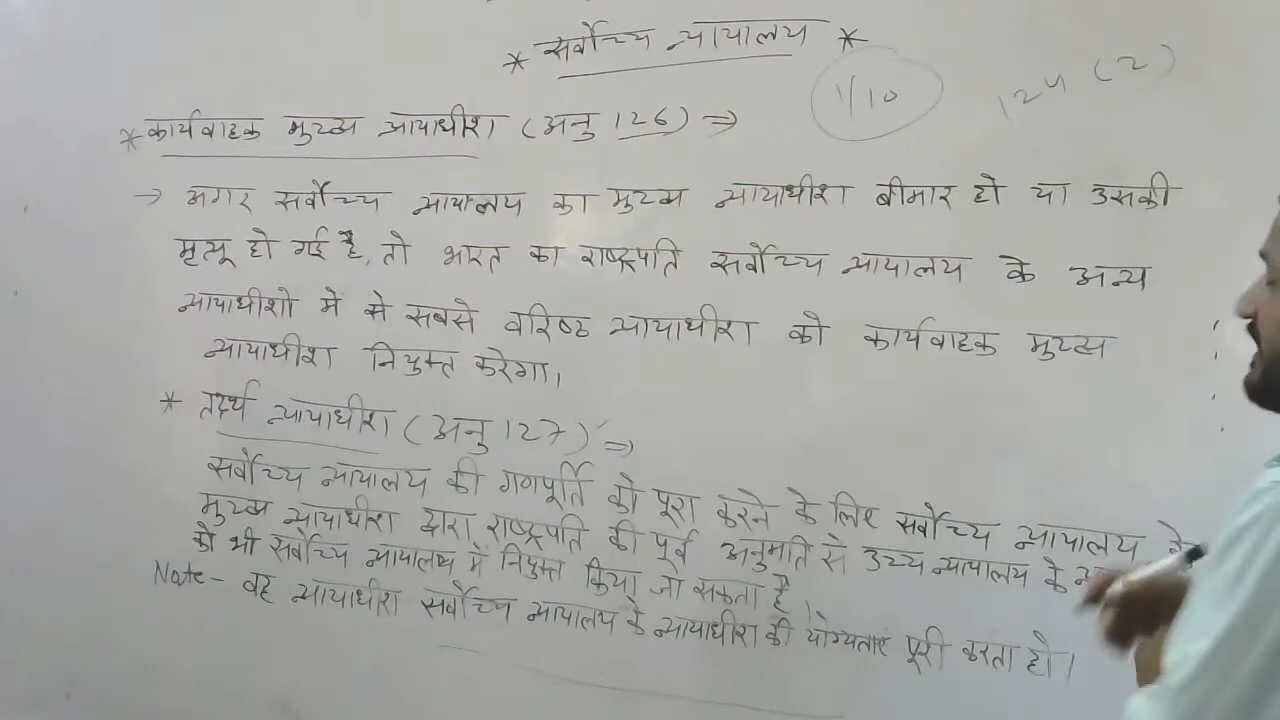 * सर्वोच्च न्यायालय *
1/10
124 (2)
* कार्यवाहक मुख्य न्यायाधीश (अनु 126) ⇒
→ अगर सर्वोच्च न्यायालय का मुख्य न्यायाधीश बीमार हो या उसकी
मृत्यू हो गई है, तो भारत का राष्ट्रपति सर्वोच्च न्यायालय के अन्य
न्यायाधीशो मे से सबसे वरिष्ठ न्यायाधीश को कार्यवाहक मुख्य
न्यायाधीश नियुक्त करेगा।
* तदर्थ न्यायाधीश (अनु 127) ⇒
सर्वोच्च न्यायालय की गणपूर्ति को पूरा करने के लिए सर्वोच्च न्यायालय के
मुख्य न्यायाधीश द्वारा राष्ट्रपति की पूर्व अनुमति से उच्च न्यायालय के
को भी सर्वोच्च न्यायालय में नियुक्त किया जा सकता है।
Note - वह न्यायाधीश सर्वोच्च न्यायालय के न्यायाधीश की योग्यताए पूरी करता हो।